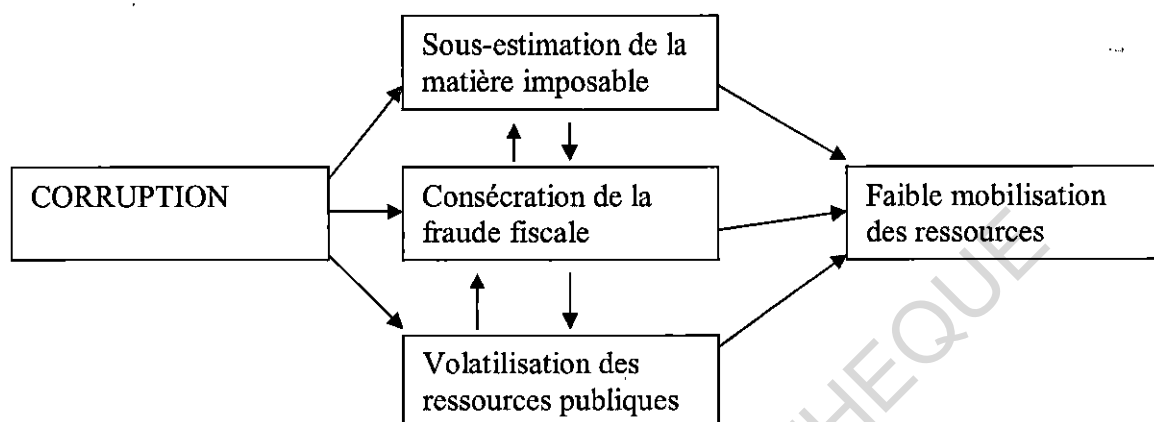 Sous-estimation de la
matière imposable
CORRUPTION
Consécration de la
fraude fiscale
Faible mobilisation
des ressources
Volatilisation des
ressources publiques
THEQUE